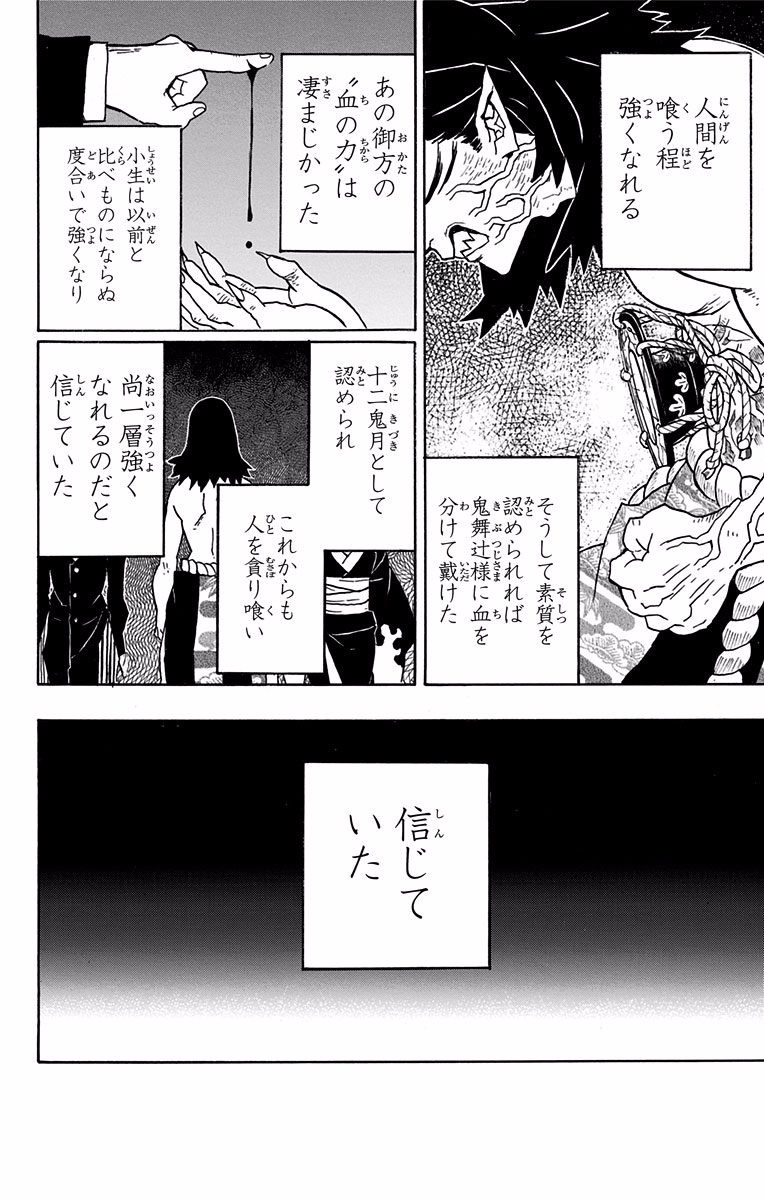 人間を
喰う程
強くなれる
そうして素質を
認められれば
鬼舞辻様に血を
分けて戴けた
あの御方の
〝血の力〟は
凄まじかった
小生は以前と
比べものにならぬ
度合いで強くなり
十二鬼月として
認められ
これからも
人を貪り喰い
尚一層強く
なれるのだと
信じていた
信じて
いた